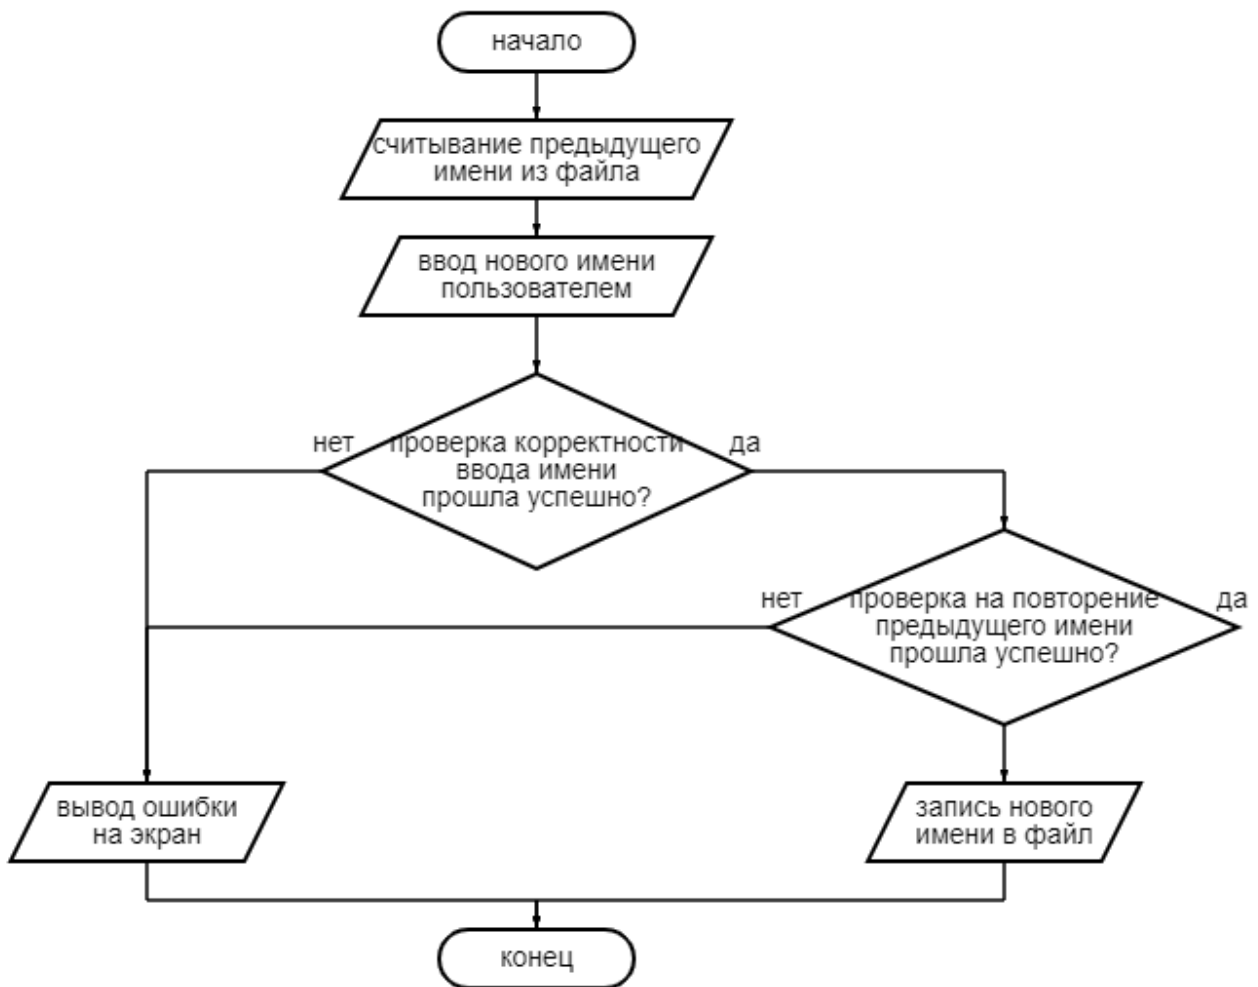 начало
считывание предыдущего
имени из файла
ввод нового имени
пользователем
нет
проверка корректности
ввода имени
прошла успешно?
да
нет
проверка на повторение
предыдущего имени
прошла успешно?
да
вывод ошибки
на экран
запись нового
имени в файл
конец